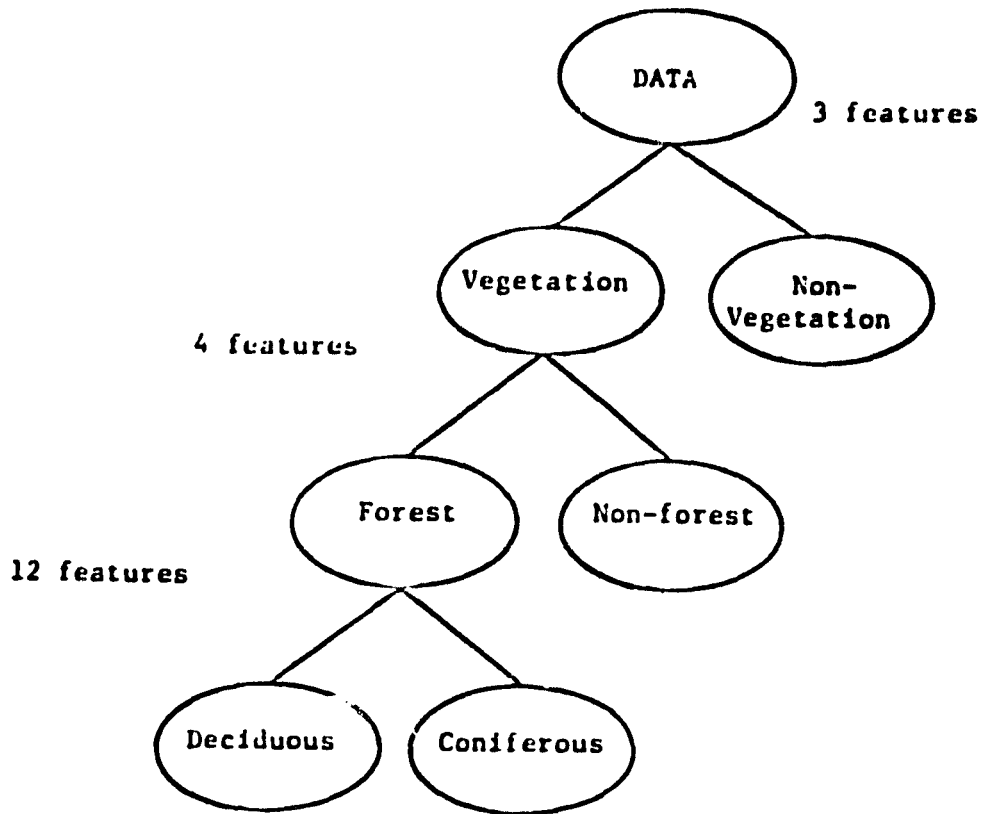 DATA
3 features
Vegetation
Non-
Vegetation
4 features
Forest
Non-forest
12 features
Deciduous
Coniferous